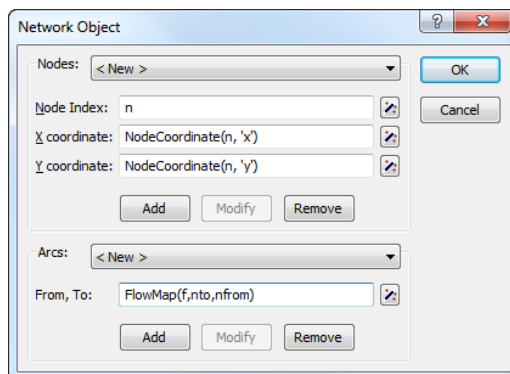 Network Object
Nodes: < New > OK
Node Index: n Cancel
X coordinate: NodeCoordinate(n, 'x')
Y coordinate: NodeCoordinate(n, 'y')
Add Modify Remove
Arcs: < New >
From, To: FlowMap(f,nto,nfrom)
Add Modify Remove